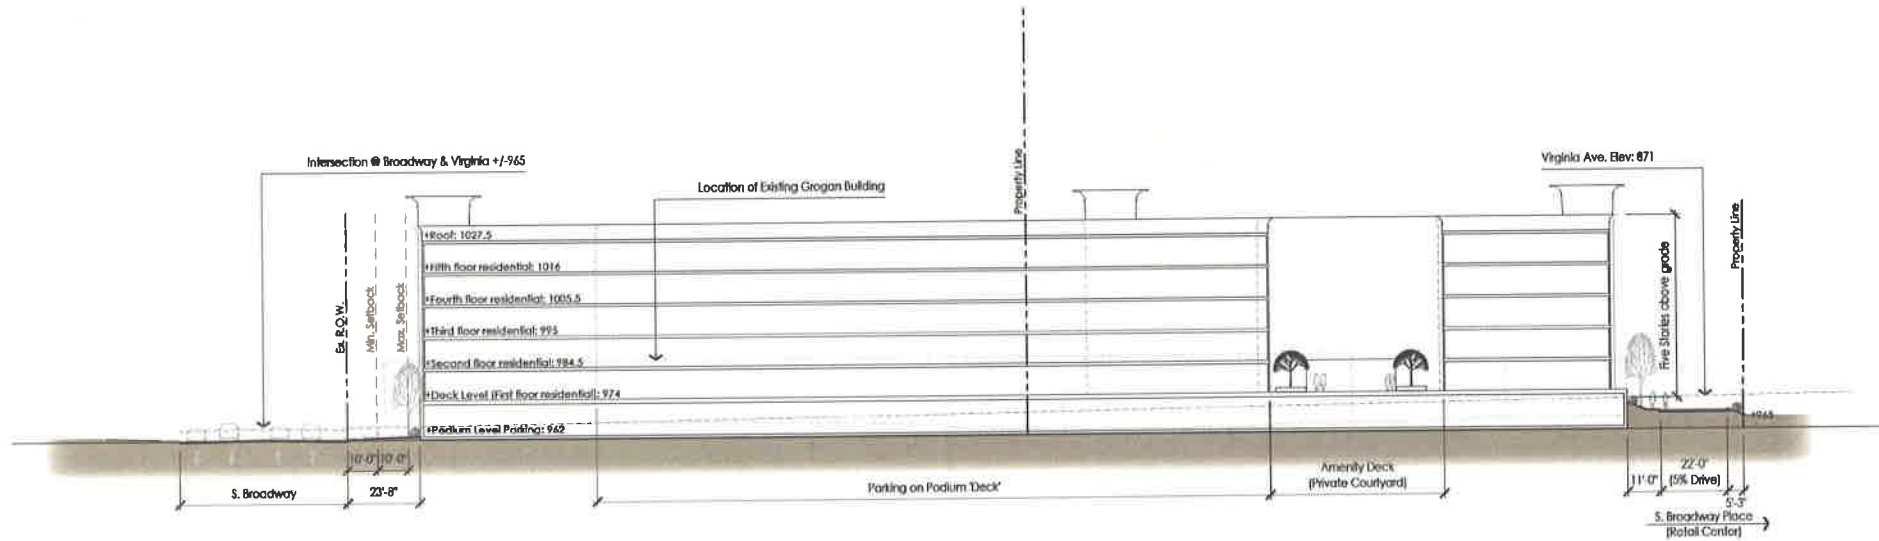 Intersection @ Broadway & Virginia +/-965
Location of Existing Grogan Building
Property Line
Virginia Ave. Elev: 871
Ex. R.O.W.
Min. Setback
Max. Setback
+Roof: 1027.5
+Fifth floor residential: 1016
+Fourth floor residential: 1005.5
+Third floor residential: 995
+Second floor residential: 984.5
+Deck Level (First floor residential): 974
+Podium Level Parking: 962
Five Stories above grade
Property Line
+965
10'-0"
10'-0"
S. Broadway
23'-8"
Parking on Podium 'Deck'
Amenity Deck
(Private Courtyard)
11'0"
22'-0"
(5% Drive)
5'-3"
S. Broadway Place
(Retail Center)